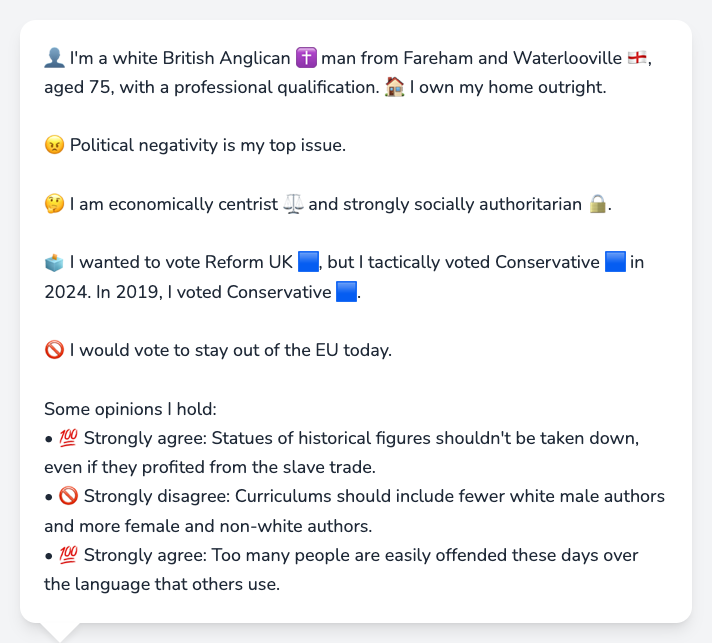 👤 I'm a white British Anglican ✝️ man from Fareham and Waterlooville 🏴󠁧󠁢󠁥󠁮󠁧󠁿,
aged 75, with a professional qualification. 🏠 I own my home outright.
😠 Political negativity is my top issue.
🤔 I am economically centrist ⚖️ and strongly socially authoritarian 🔒.
🗳️ I wanted to vote Reform UK 🟦, but I tactically voted Conservative 🟦 in
2024. In 2019, I voted Conservative 🟦.
🚫 I would vote to stay out of the EU today.
Some opinions I hold:
• 💯 Strongly agree: Statues of historical figures shouldn't be taken down,
even if they profited from the slave trade.
• 🚫 Strongly disagree: Curriculums should include fewer white male authors
and more female and non-white authors.
• 💯 Strongly agree: Too many people are easily offended these days over
the language that others use.